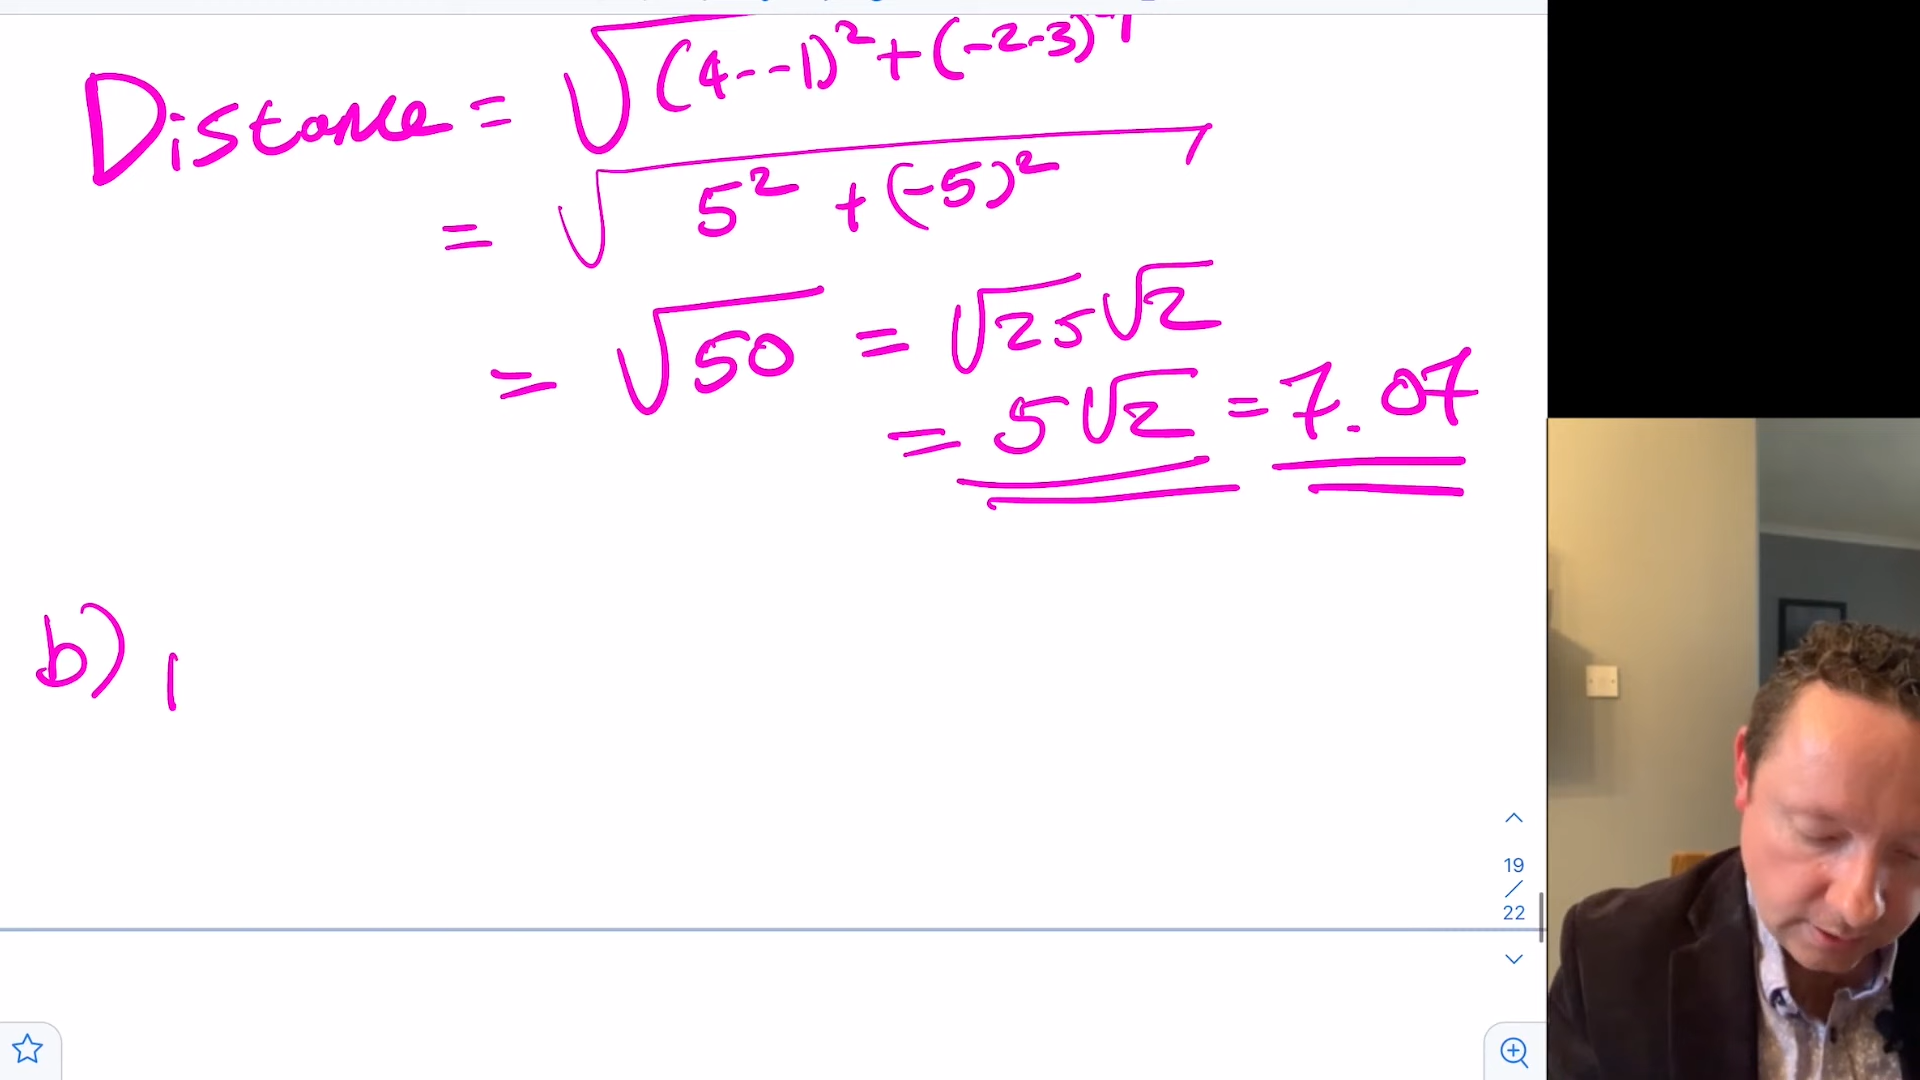 Distance = √(4--1)² + (-2-3)²
= √5² + (-5)²
= √50 = √25√2
= 5√2 = 7.07
b) 1
19
/
22